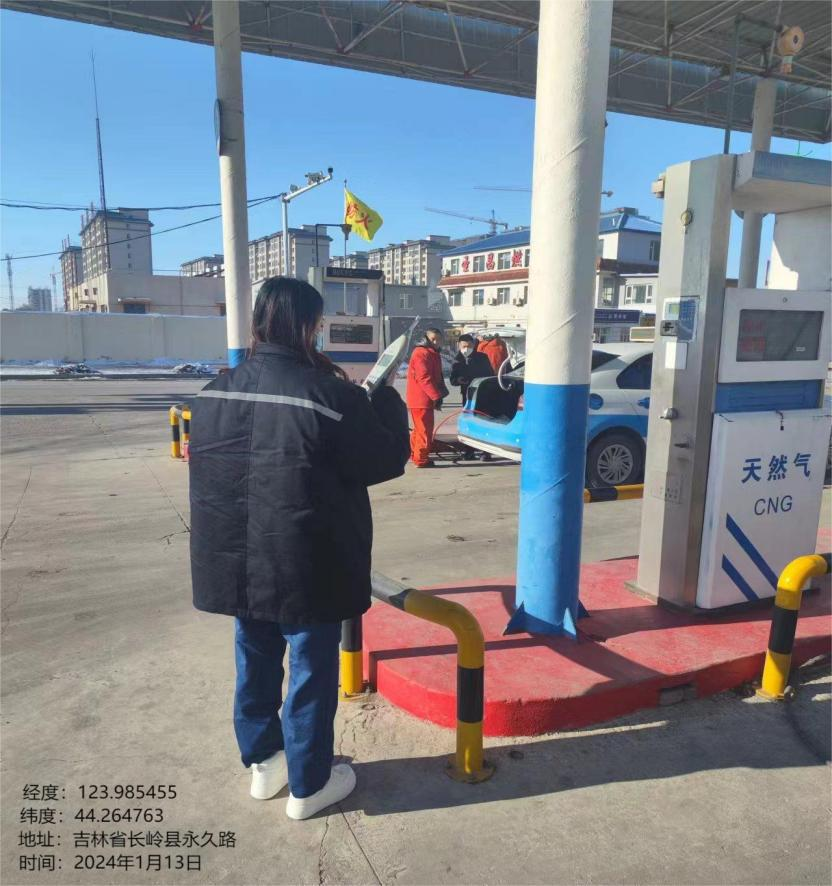 火
天然气
CNG
经度：123.985455
纬度：44.264763
地址：吉林省长岭县永久路
时间：2024年1月13日